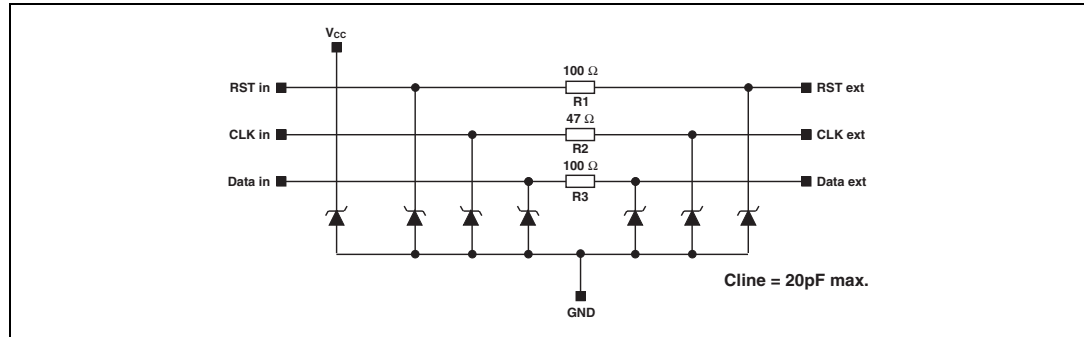 VCC
100 Ω
RST in
RST ext
R1
47 Ω
CLK in
CLK ext
R2
100 Ω
Data in
Data ext
R3
Cline = 20pF max.
GND